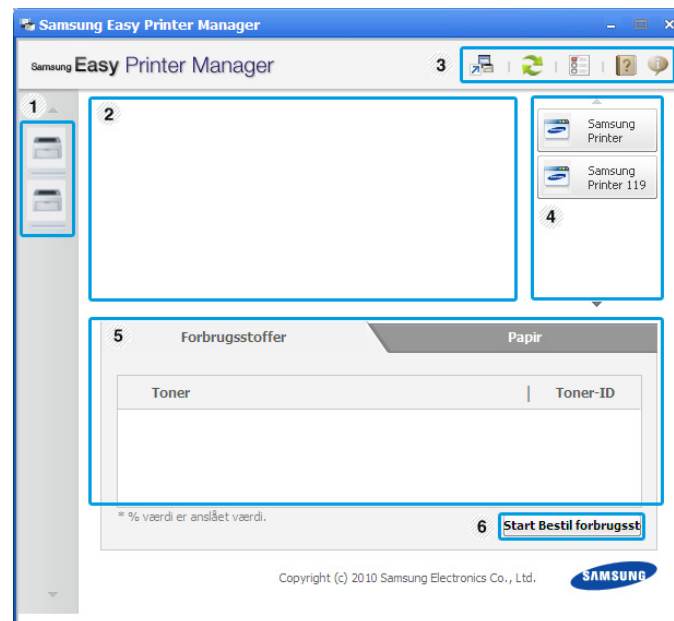 Samsung Easy Printer Manager
Samsung Easy Printer Manager
3
1
2
Samsung
Printer
Samsung
Printer 119
4
5
Forbrugsstoffer
Papir
Toner
Toner-ID
* % værdi er anslået værdi.
6
Start Bestil forbrugsst
Copyright (c) 2010 Samsung Electronics Co., Ltd.
SAMSUNG